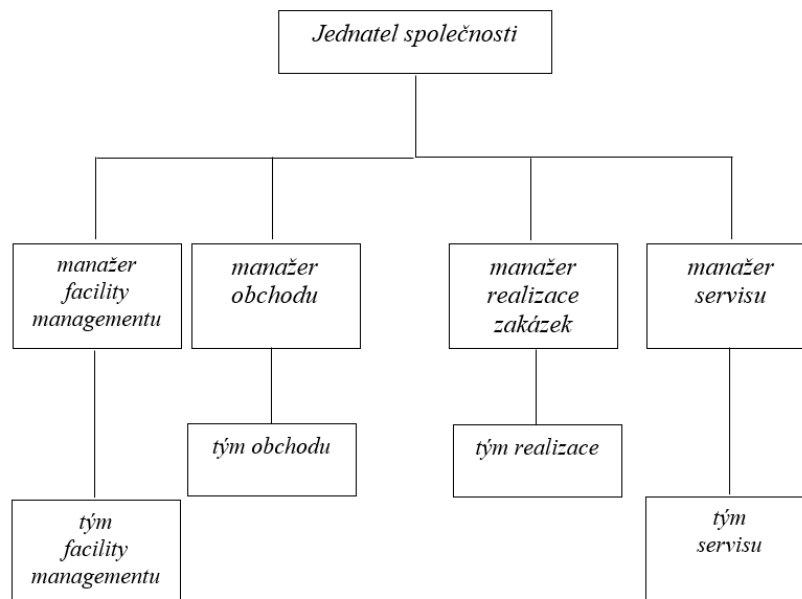 Jednatel společnosti
manažer
facility
managementu
manažer
obchodu
manažer
realizace
zakázek
manažer
servisu
tým obchodu
tým realizace
tým
facility
managementu
tým
servisu